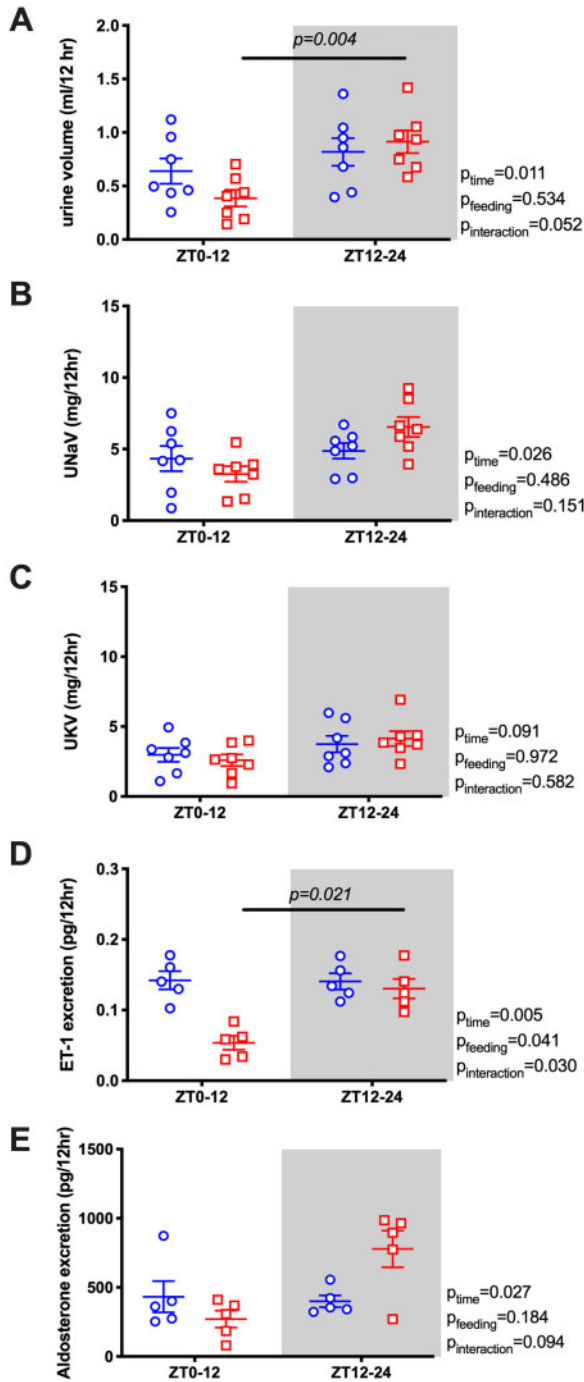 A
urine volume (ml/12 hr)
2.0
1.5
1.0
0.5
0.0
p=0.004
ZT0-12
ZT12-24
ptime=0.011
pfeeding=0.534
pinteraction=0.052
B
UNaV (mg/12hr)
15
10
5
0
ZT0-12
ZT12-24
ptime=0.026
pfeeding=0.486
pinteraction=0.151
C
UKV (mg/12hr)
15
10
5
0
ZT0-12
ZT12-24
ptime=0.091
pfeeding=0.972
pinteraction=0.582
D
ET-1 excretion (pg/12hr)
0.3
0.2
0.1
0.0
p=0.021
ZT0-12
ZT12-24
ptime=0.005
pfeeding=0.041
pinteraction=0.030
E
Aldosterone excretion (pg/12hr)
1500
1000
500
0
ZT0-12
ZT12-24
ptime=0.027
pfeeding=0.184
pinteraction=0.094